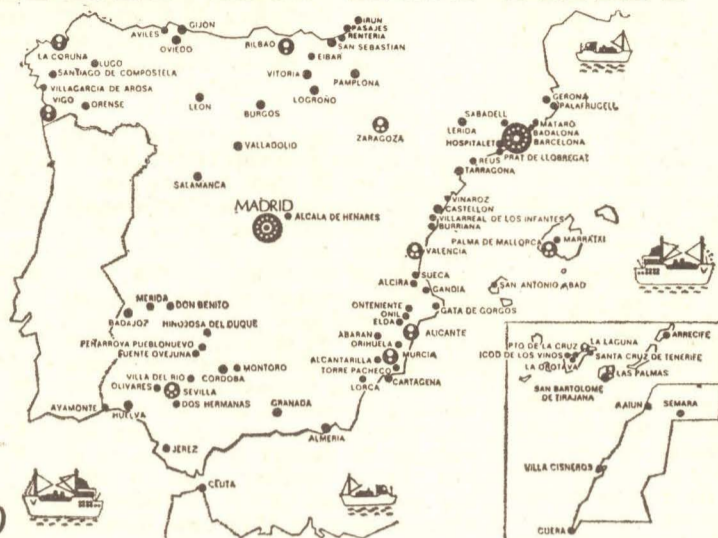 IRUN
PASAJES
RENTERIA
SAN SEBASTIAN
AVILES
GIJON
OVIEDO
BILBAO
EIBAR
LA CORUÑA
LUGO
SANTIAGO DE COMPOSTELA
VILLAGARCIA DE AROSA
VIGO
ORENSE
VITORIA
PAMPLONA
LOGROÑO
LEON
BURGOS
ZARAGOZA
GERONA
PALAFRUGELL
SABADELL
LERIDA
MATARÓ
BADALONA
HOSPITALET
BARCELONA
PRAT DE LLOBREGAT
REUS
TARRAGONA
VALLADOLIO
SALAMANCA
MADRID
ALCALA DE HENARES
VINAROZ
CASTELLON
VILLARREAL DE LOS INFANTES
BURRIANA
PALMA DE MALLORCA
MARRATXI
VALENCIA
SUECA
ALCIRA
GANDIA
SAN ANTONIO ABAD
MERIDA
DON BENITO
BADAJOZ
HINOJOSA DEL DUQUE
ONTENIENTE
ONIL
ELDA
GATA DE GORGOS
PEÑARROYA PUEBLONUEVO
FUENTE OVEJUNA
ABARAN
ORIHUELA
ALICANTE
ALCANTARILLA
MURCIA
TORRE PACHECO
LORCA
CARTAGENA
MONTORO
CORDOBA
VILLA DEL RIO
OLIVARES
SEVILLA
DOS HERMANAS
GRANADA
AYAMONTE
HUELVA
JEREZ
ALMERIA
CEUTA
ARRECIFE
PTO DE LA CRUZ
LA LAGUNA
ICOD DE LOS VINOS
SANTA CRUZ DE TENERIFE
LA OROTAVA
LAS PALMAS
SAN BARTOLOME
DE TIRAJANA
AAIUN
SEMARA
VILLA CISNEROS
GUERA